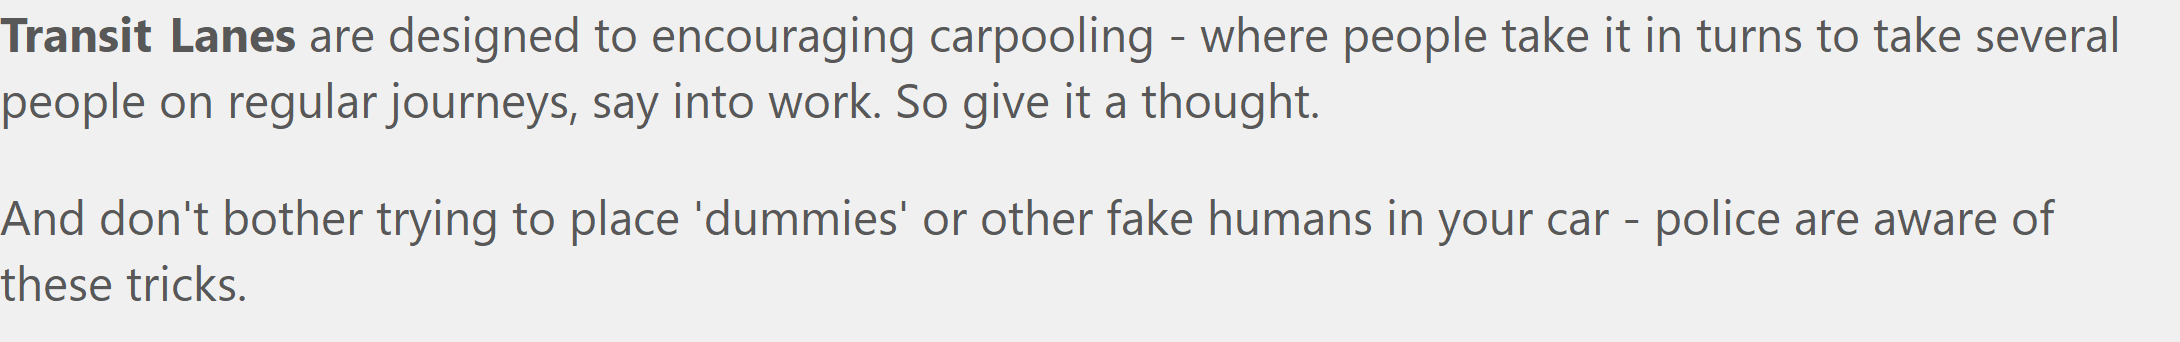 Transit Lanes are designed to encouraging carpooling - where people take it in turns to take several
people on regular journeys, say into work. So give it a thought.
And don't bother trying to place 'dummies' or other fake humans in your car - police are aware of
these tricks.